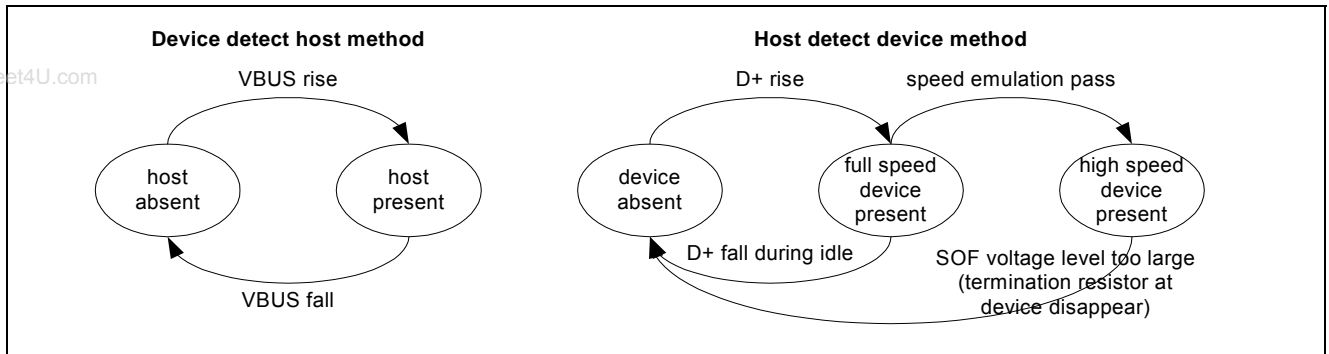 Device detect host method
VBUS rise
host
absent
host
present
VBUS fall
Host detect device method
D+ rise
speed emulation pass
device
absent
full speed
device
present
high speed
device
present
D+ fall during idle
SOF voltage level too large
(termination resistor at
device disappear)
eet4U.com